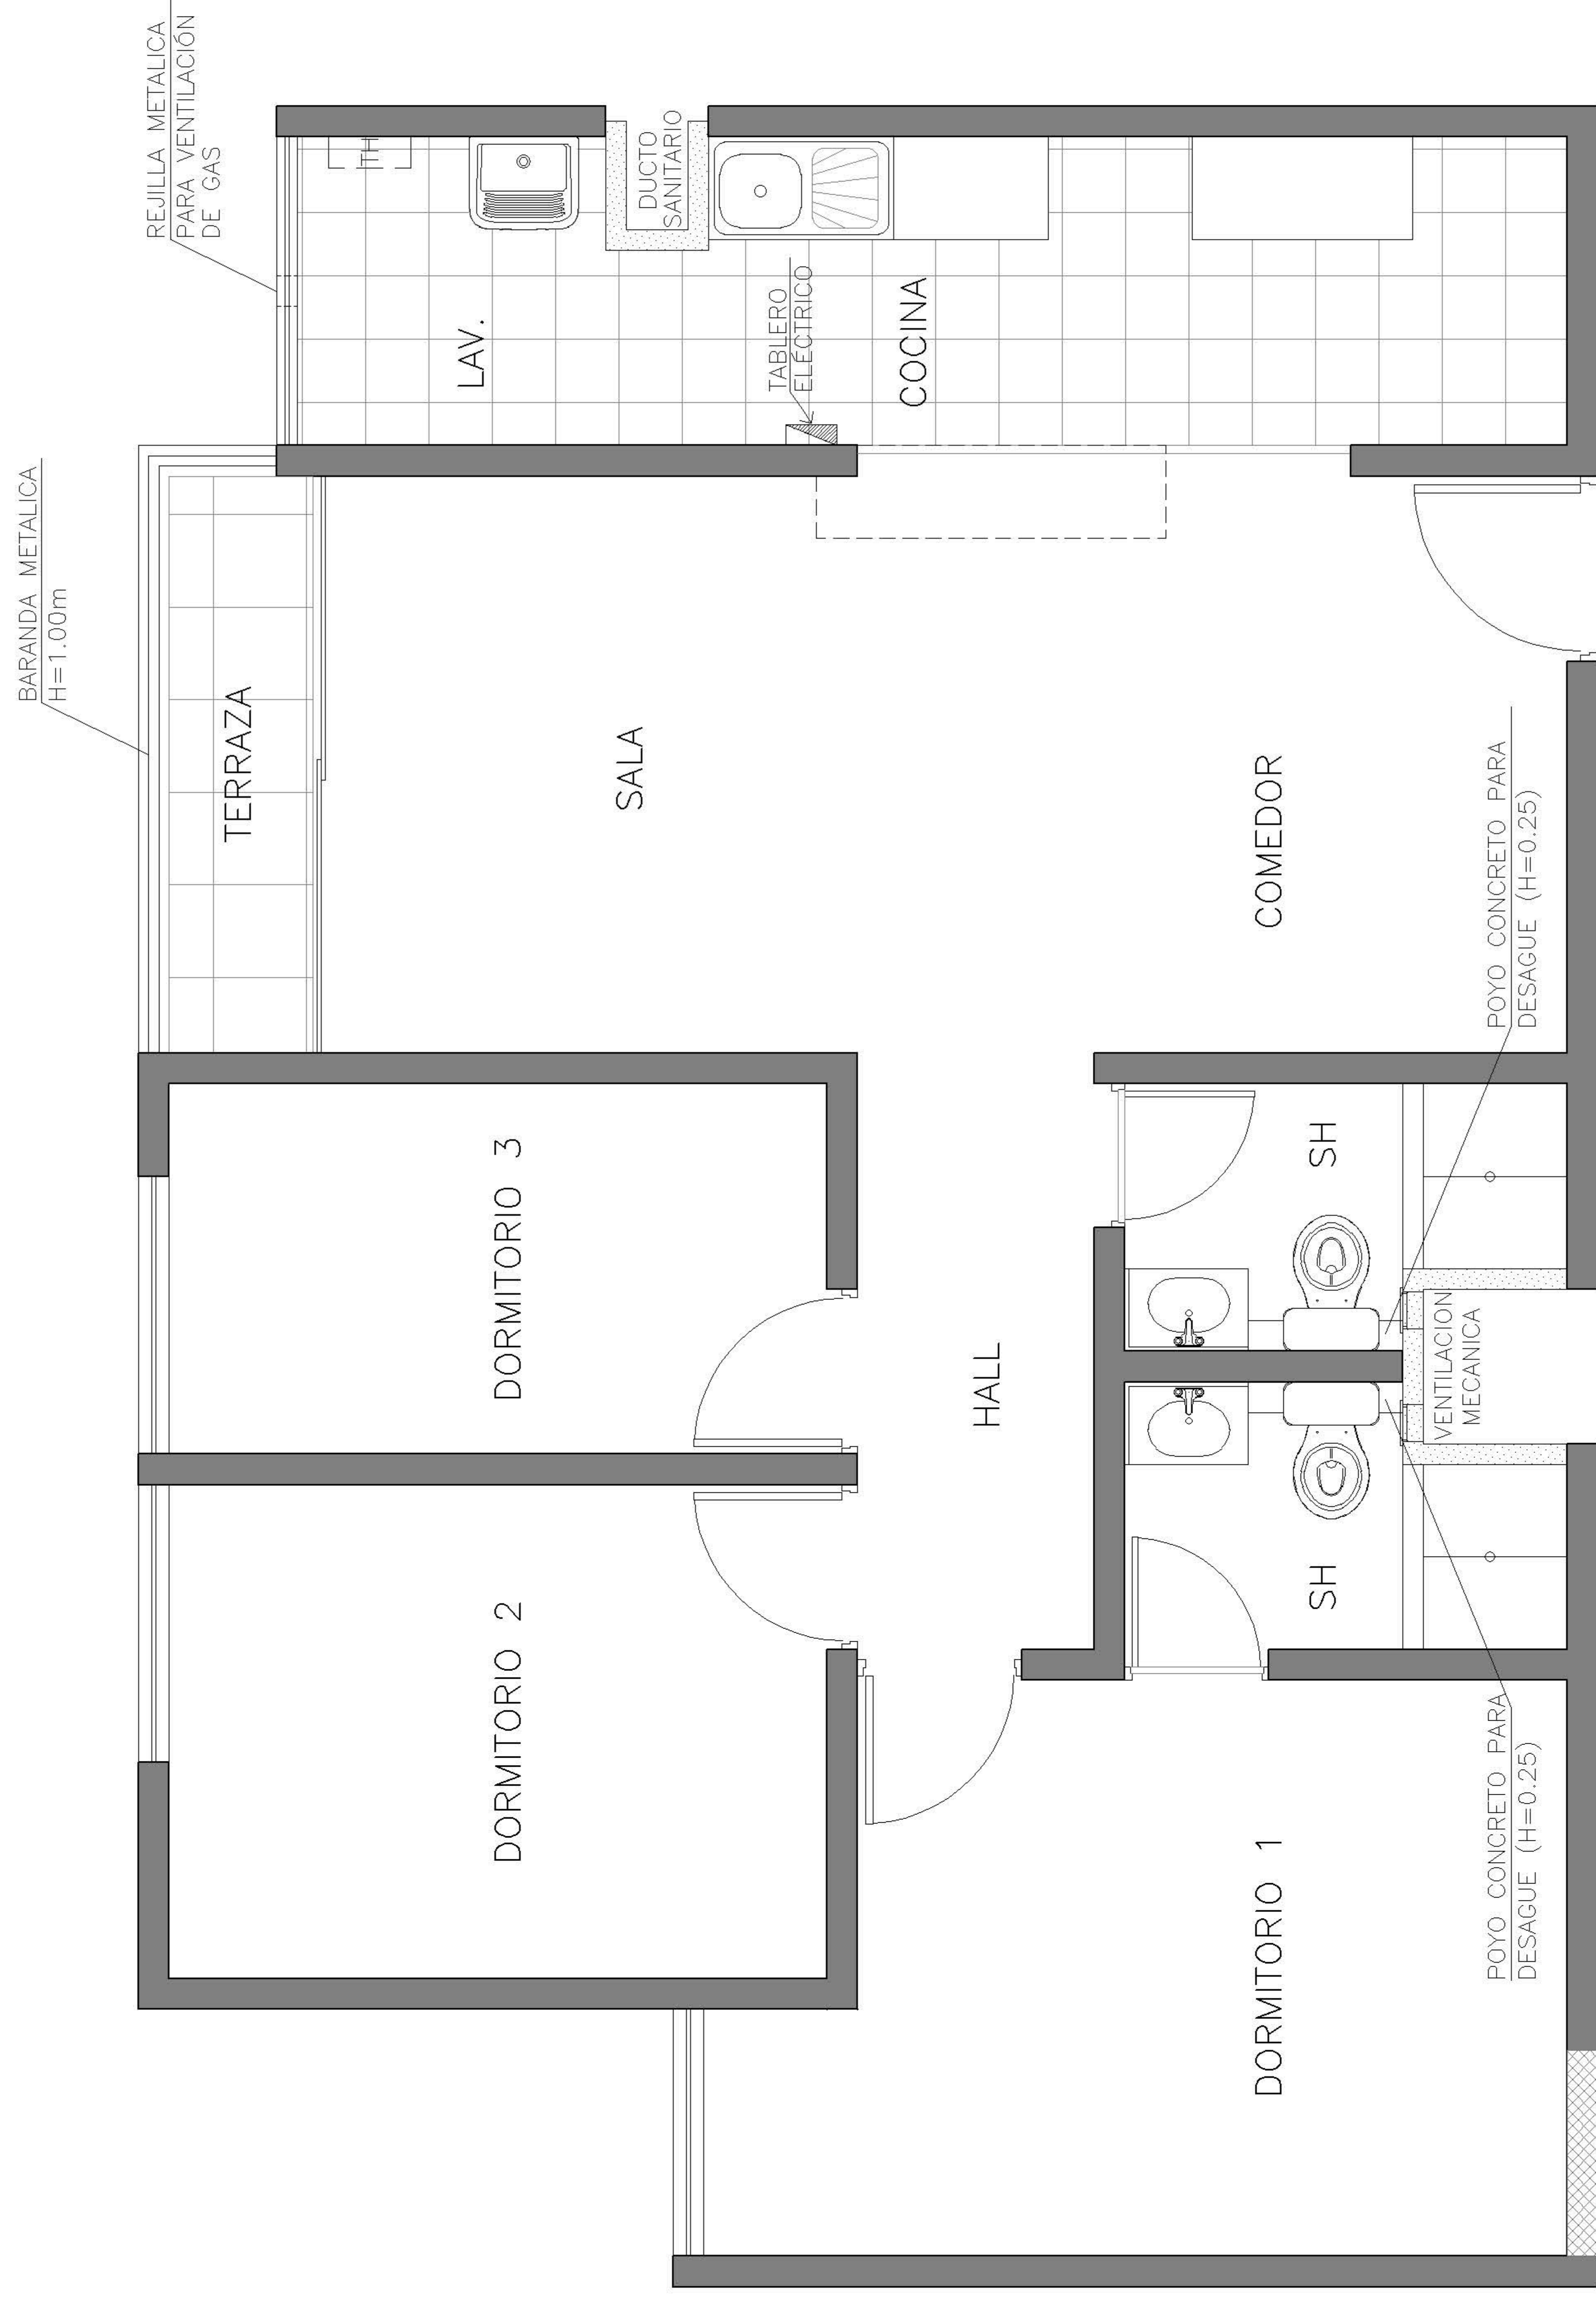 BARANDA METALICA
H=1.00m
REJILLA METALICA
PARA VENTILACIÓN
DE GAS
TERRAZA
TH
LAV.
DUCTO
SANITARIO
TABLERO
ELÉCTRICO
COCINA
SALA
COMEDOR
DORMITORIO 3
DORMITORIO 2
HALL
SH
SH
VENTILACION
MECANICA
POYO CONCRETO PARA
DESAGUE (H=0.25)
DORMITORIO 1
POYO CONCRETO PARA
DESAGUE (H=0.25)